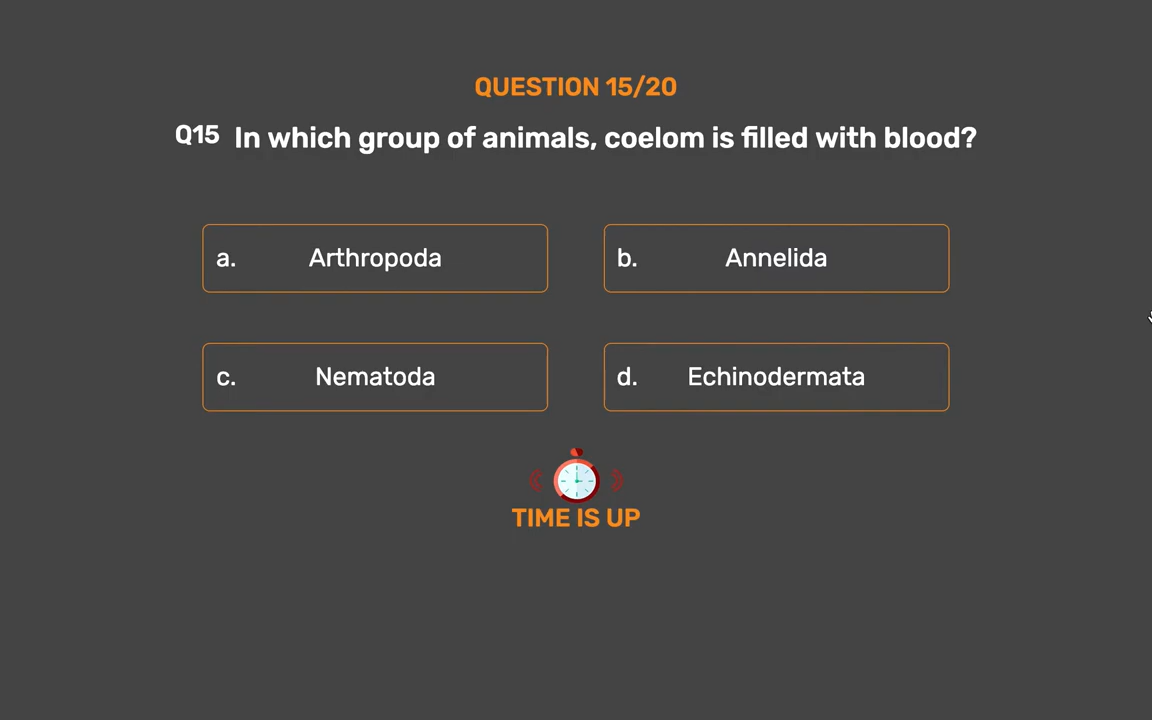 QUESTION 15/20
Q15 In which group of animals, coelom is filled with blood?
a. Arthropoda
b. Annelida
c. Nematoda
d. Echinodermata
TIME IS UP